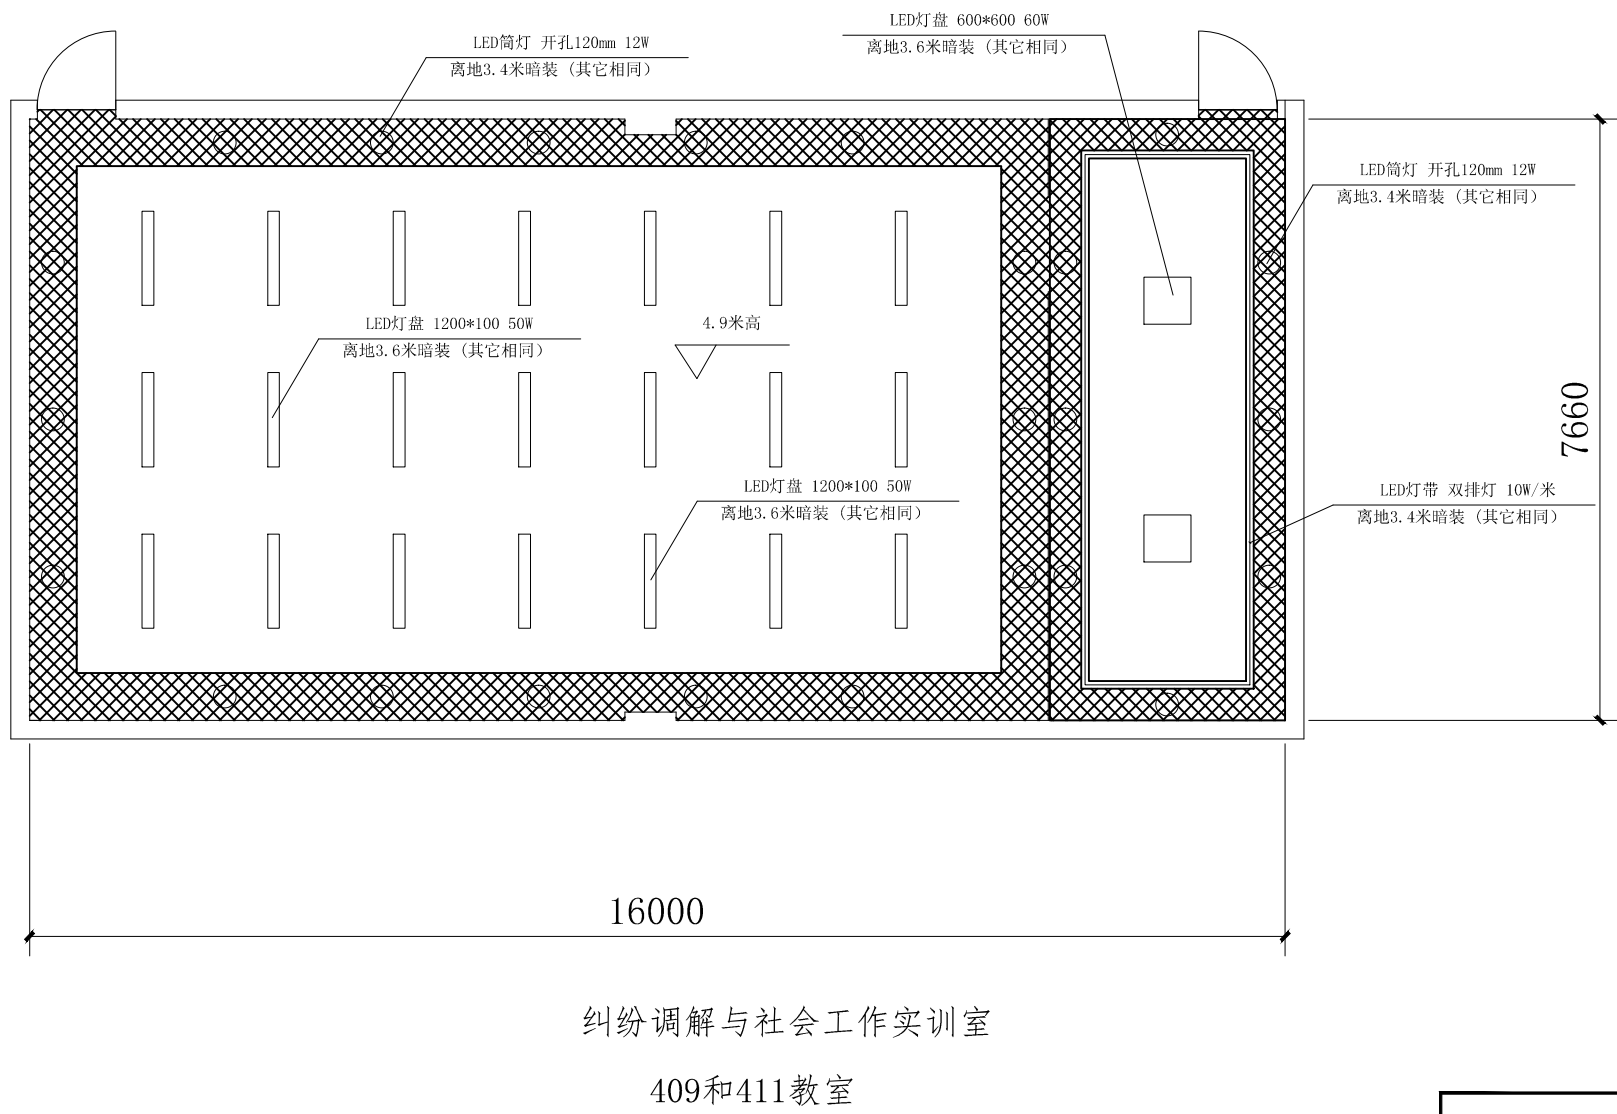 LED灯盘 600*600 60W
离地3.6米暗装 (其它相同)
LED筒灯 开孔120mm 12W
离地3.4米暗装 (其它相同)
LED筒灯 开孔120mm 12W
离地3.4米暗装 (其它相同)
LED灯盘 1200*100 50W
离地3.6米暗装 (其它相同)
4.9米高
7660
LED灯盘 1200*100 50W
离地3.6米暗装 (其它相同)
LED灯带 双排灯 10W/米
离地3.4米暗装 (其它相同)
16000
纠纷调解与社会工作实训室
409和411教室